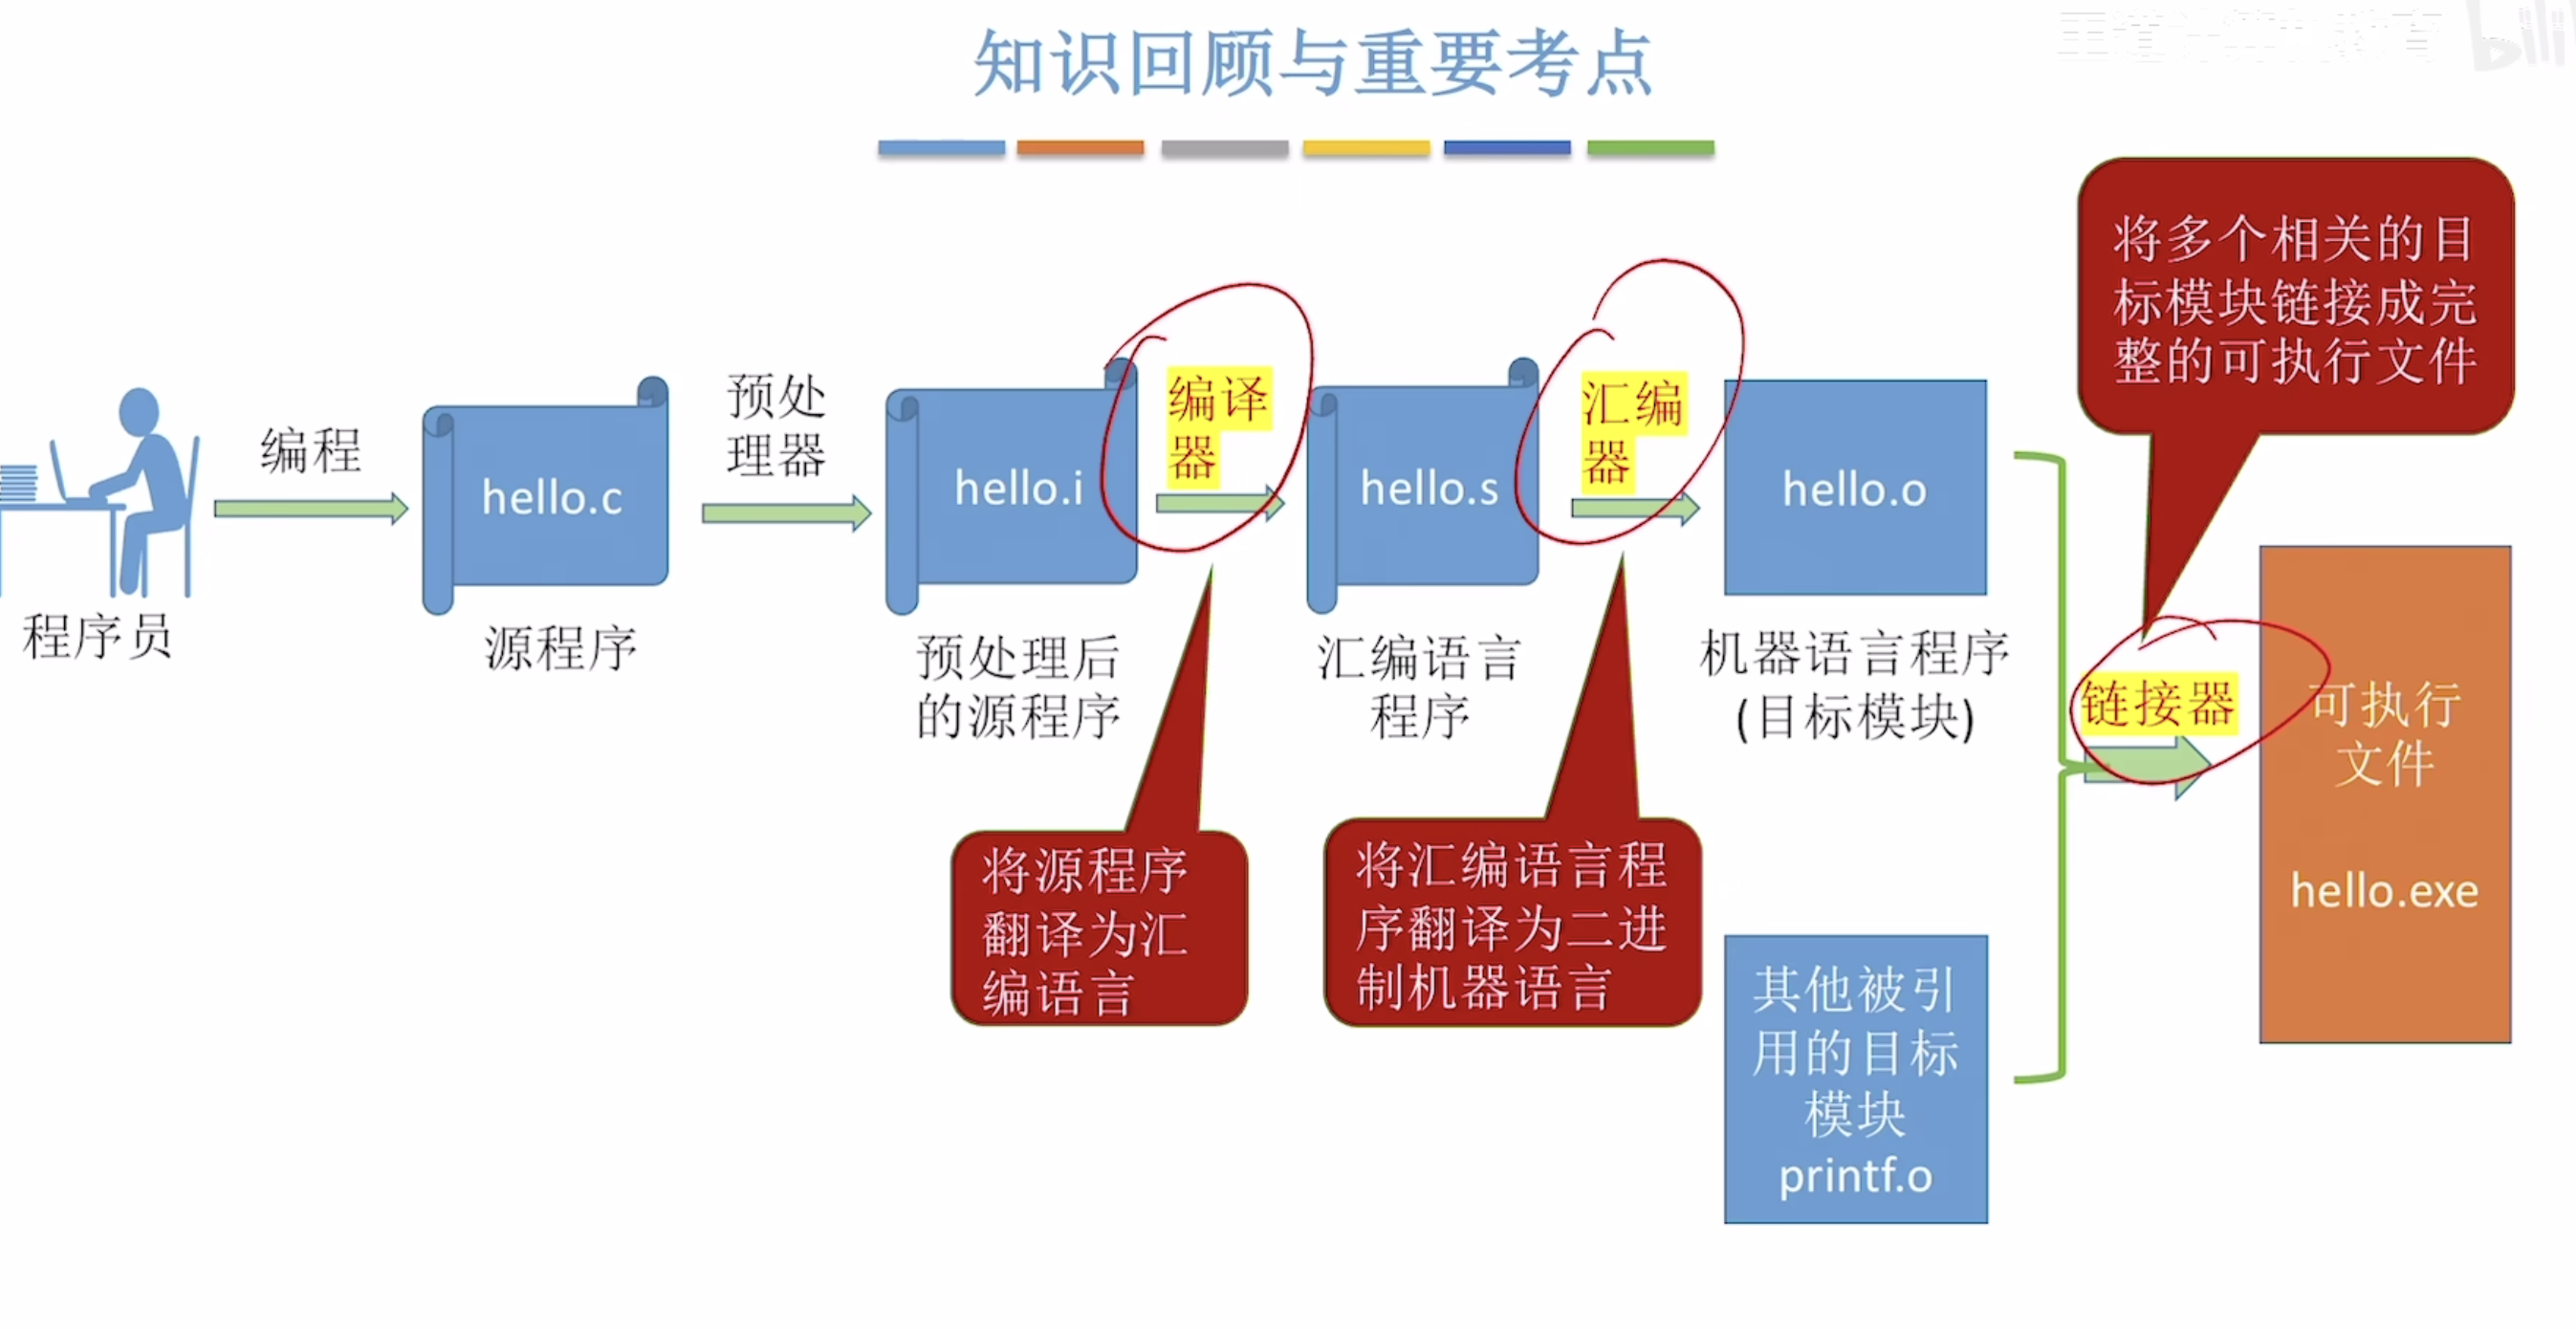 知识回顾与重要考点
将多个相关的目
标模块链接成完
整的可执行文件
编程
预处
理器
编译
器
汇编
器
hello.c
hello.i
hello.s
hello.o
程序员
源程序
预处理后
的源程序
汇编语言
程序
机器语言程序
(目标模块)
链接器
可执行
文件
hello.exe
将源程序
翻译为汇
编语言
将汇编语言程
序翻译为二进
制机器语言
其他被引
用的目标
模块
printf.o